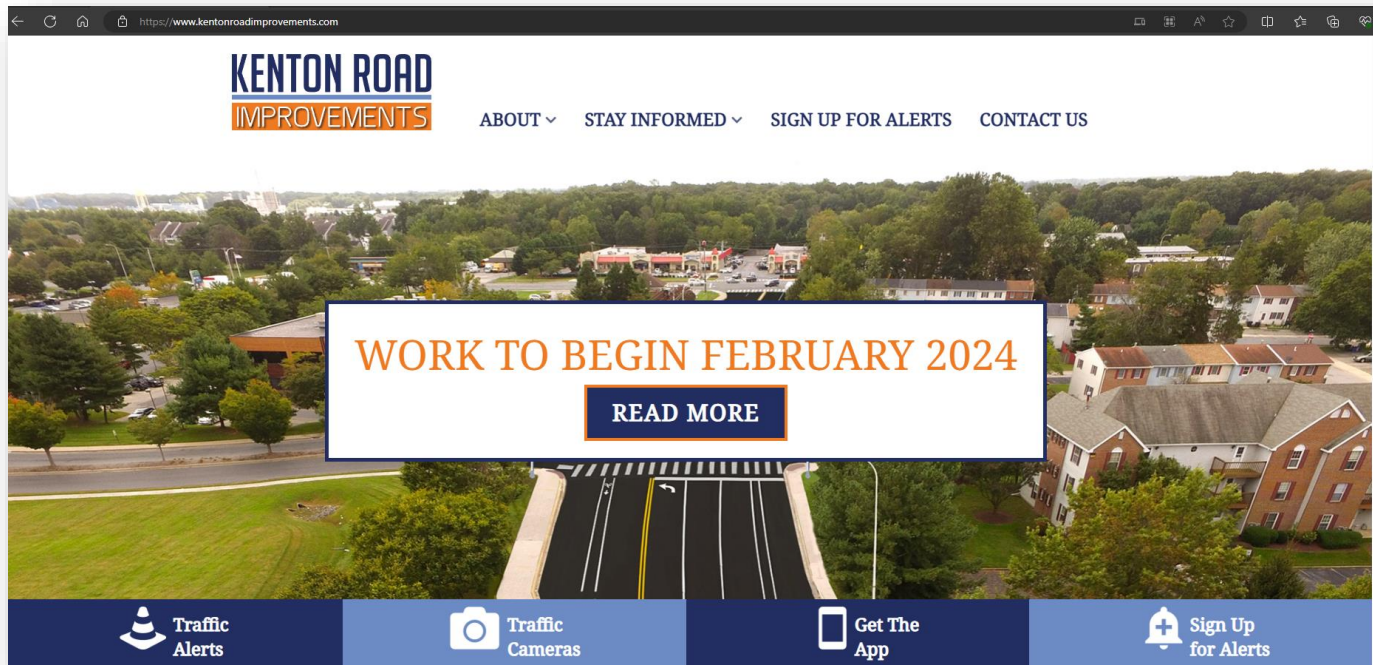 https://www.kentonroadimprovements.com
KENTON ROAD
IMPROVEMENTS
ABOUT STAY INFORMED SIGN UP FOR ALERTS CONTACT US
WORK TO BEGIN FEBRUARY 2024
READ MORE
Traffic Alerts
Traffic Cameras
Get The App
Sign Up for Alerts